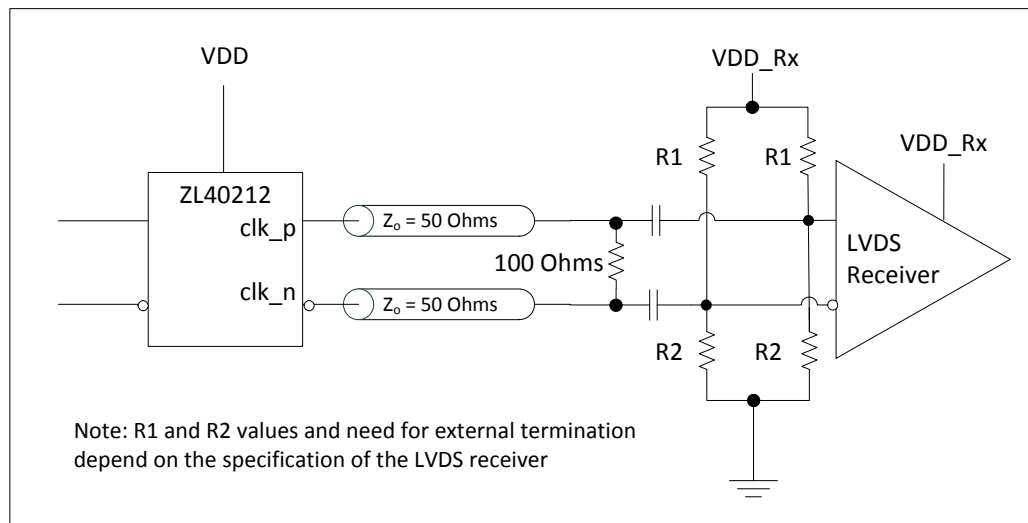 VDD
VDD_Rx
R1
R1
VDD_Rx
ZL40212
clk_p
Zo = 50 Ohms
LVDS
Receiver
100 Ohms
clk_n
Zo = 50 Ohms
R2
R2
Note: R1 and R2 values and need for external termination
depend on the specification of the LVDS receiver